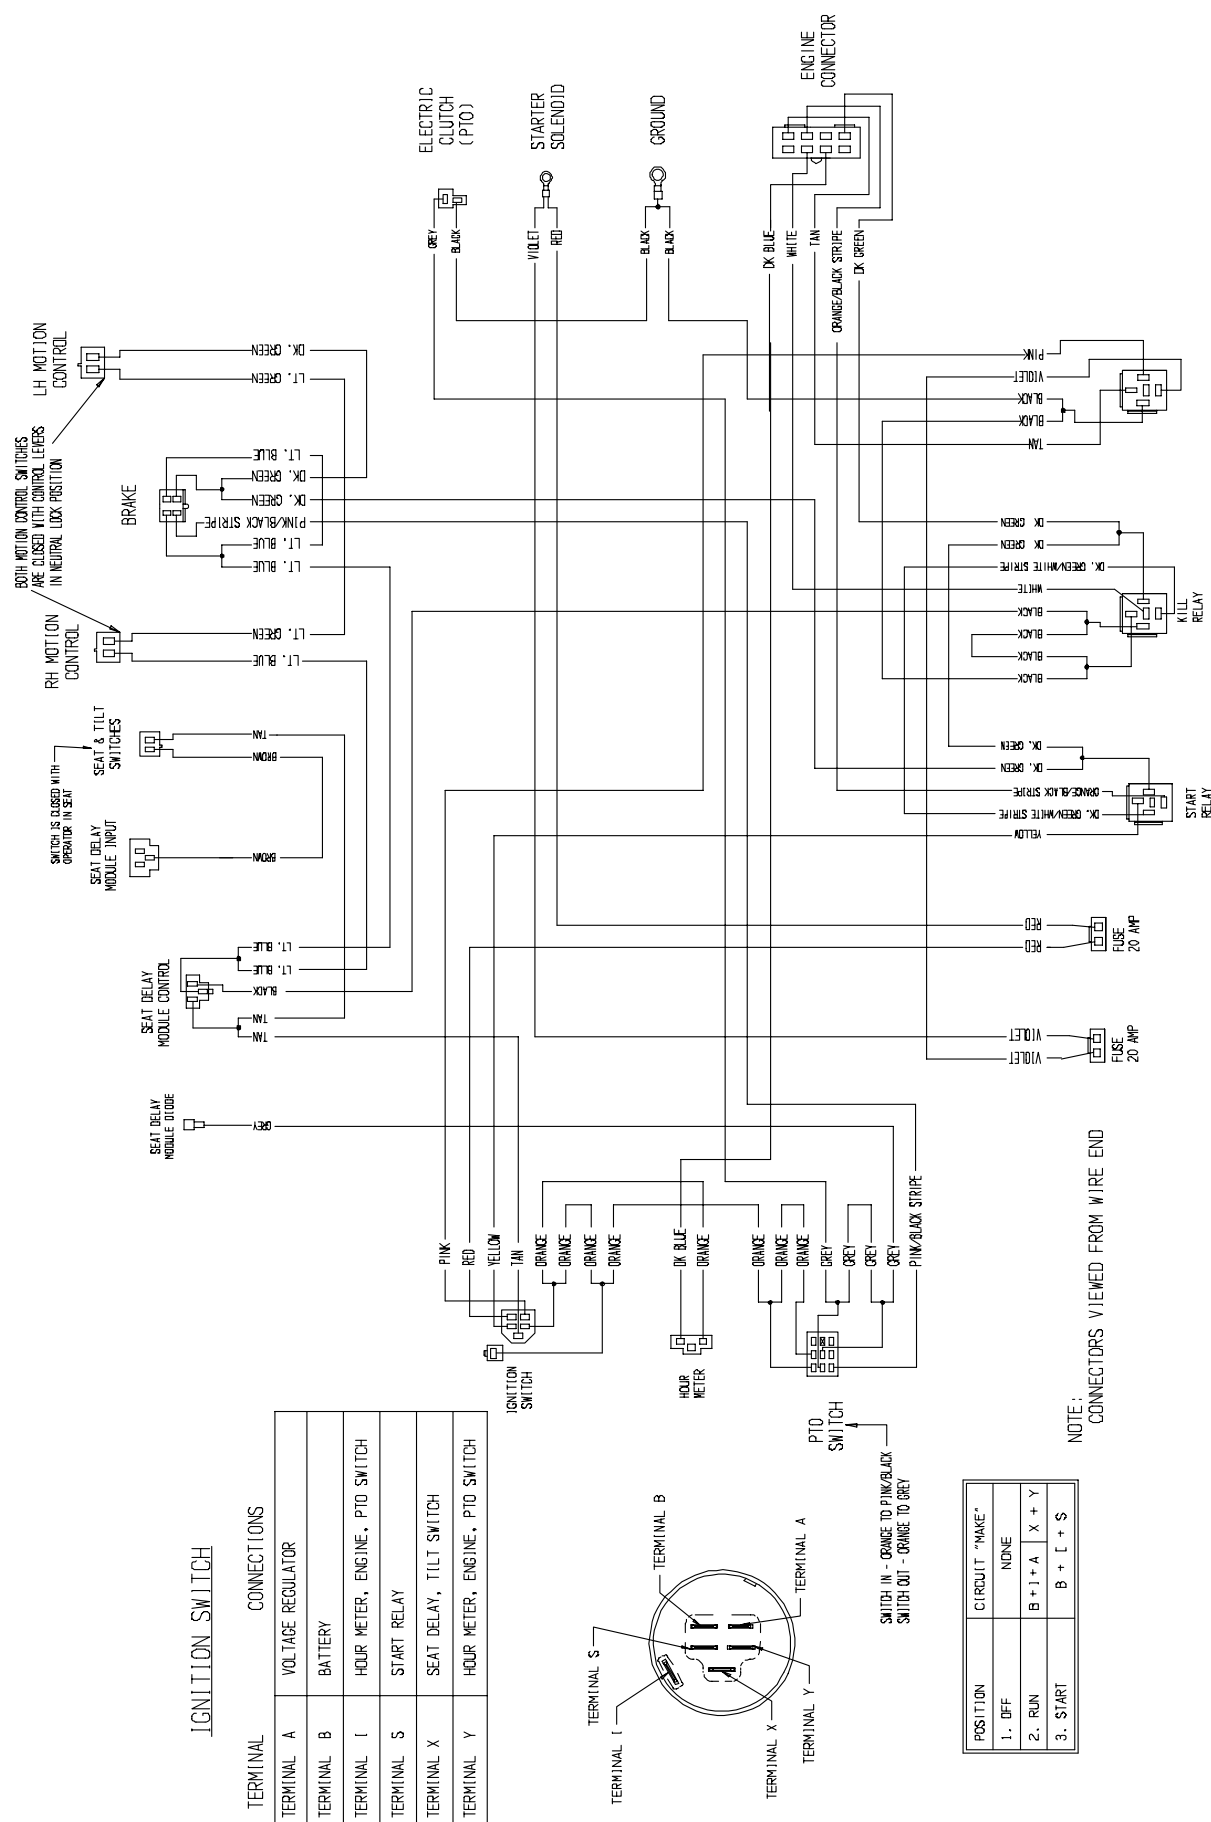 ENGINE
CONNECTOR
ELECTRIC
CLUTCH
(PTO)
STARTER
SOLENOID
GROUND
GREY
BLACK
VIOLET
RED
BLACK
BLACK
DK BLUE
WHITE
TAN
ORANGE/BLACK STRIPE
DK GREEN
LH MOTION
CONTROL
BOTH MOTION CONTROL SWITCHES
ARE CLOSED WITH CONTROL LEVERS
IN NEUTRAL LOCK POSITION
BRAKE
RH MOTION
CONTROL
SEAT & TILT
SWITCHES
SWITCH IS CLOSED WITH
OPERATOR IN SEAT
SEAT DELAY
MODULE INPUT
SEAT DELAY
MODULE CONTROL
SEAT DELAY
MODULE DIODE
DK. GREEN
LT. GREEN
LT. BLUE
DK. GREEN
DK. GREEN
PINK/BLACK STRIPE
LT. BLUE
LT. BLUE
LT. GREEN
LT. BLUE
TAN
BROWN
BROWN
LT. BLUE
LT. BLUE
BLACK
TAN
TAN
GREY
PINK
VIOLET
BLACK
BLACK
TAN
DK GREEN
DK GREEN
DK. GREEN/WHITE STRIPE
WHITE
BLACK
BLACK
BLACK
BLACK
KILL
RELAY
DK. GREEN
DK. GREEN
ORANGE/BLACK STRIPE
DK. GREEN/WHITE STRIPE
YELLOW
START
RELAY
RED
RED
FUSE
20 AMP
VIOLET
VIOLET
FUSE
20 AMP
PINK
RED
YELLOW
TAN
ORANGE
ORANGE
ORANGE
ORANGE
DK BLUE
ORANGE
ORANGE
ORANGE
ORANGE
GREY
GREY
GREY
GREY
PINK/BLACK STRIPE
IGNITION
SWITCH
HOUR
METER
PTO
SWITCH
SWITCH IN - ORANGE TO PINK/BLACK
SWITCH OUT - ORANGE TO GREY
NOTE:
CONNECTORS VIEWED FROM WIRE END
IGNITION SWITCH
TERMINAL CONNECTIONS
TERMINAL A VOLTAGE REGULATOR
TERMINAL B BATTERY
TERMINAL I HOUR METER, ENGINE, PTO SWITCH
TERMINAL S START RELAY
TERMINAL X SEAT DELAY, TILT SWITCH
TERMINAL Y HOUR METER, ENGINE, PTO SWITCH
TERMINAL B
TERMINAL A
TERMINAL S
TERMINAL I
TERMINAL X
TERMINAL Y
POSITION CIRCUIT "MAKE"
1. OFF NONE
2. RUN B + I + A X + Y
3. START B + I + S